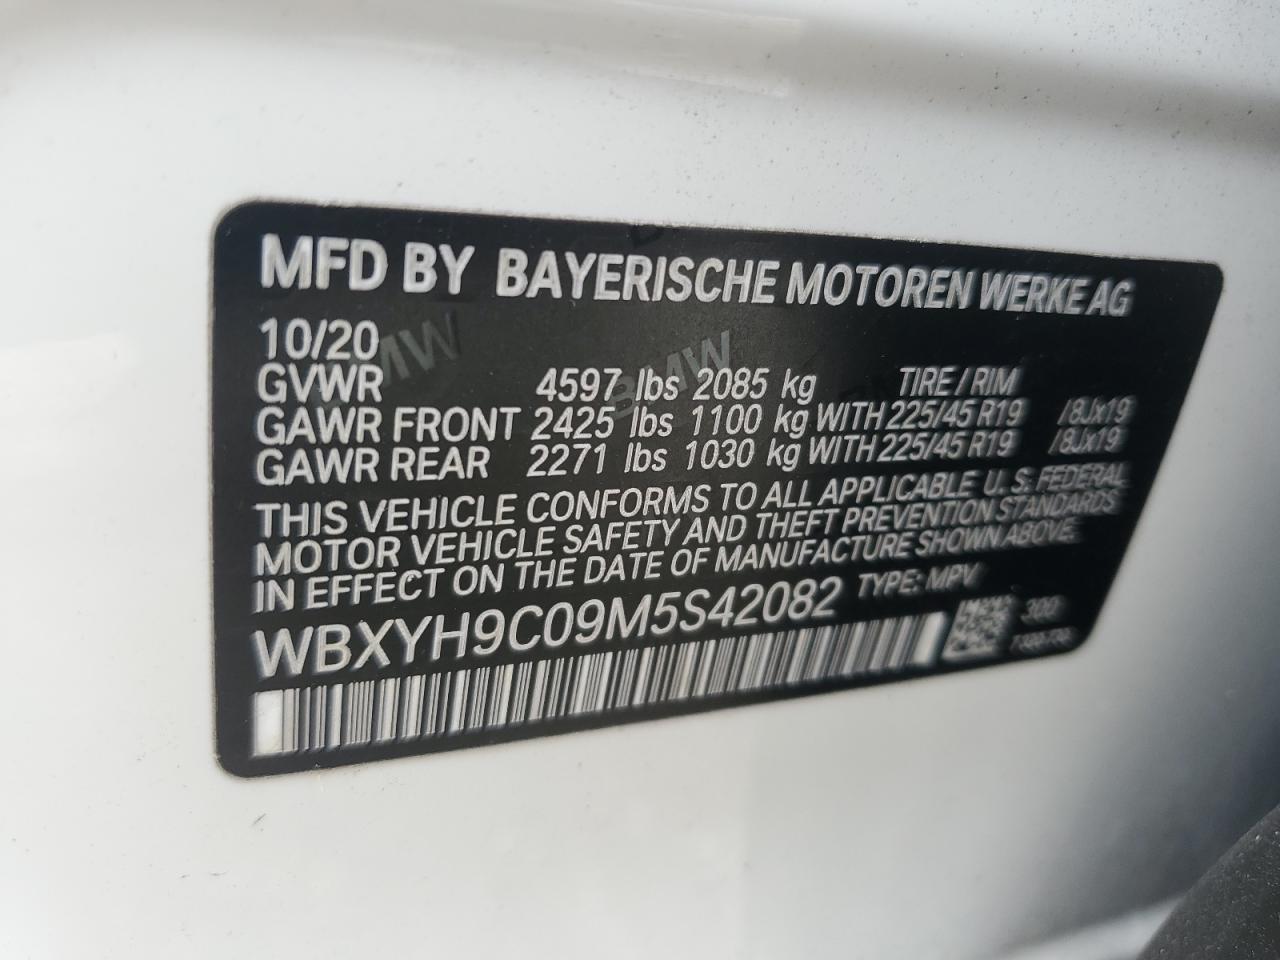 MFD BY BAYERISCHE MOTOREN WERKE AG
10/20
GVWR 4597 lbs 2085 kg TIRE / RIM
GAWR FRONT 2425 lbs 1100 kg WITH 225/45 R19 /8Jx19
GAWR REAR 2271 lbs 1030 kg WITH 225/45 R19 /8Jx19
THIS VEHICLE CONFORMS TO ALL APPLICABLE U.S. FEDERAL
MOTOR VEHICLE SAFETY AND THEFT PREVENTION STANDARDS
IN EFFECT ON THE DATE OF MANUFACTURE SHOWN ABOVE.
WBXYH9C09M5S42082 TYPE: MPV
300
BMW
BMW